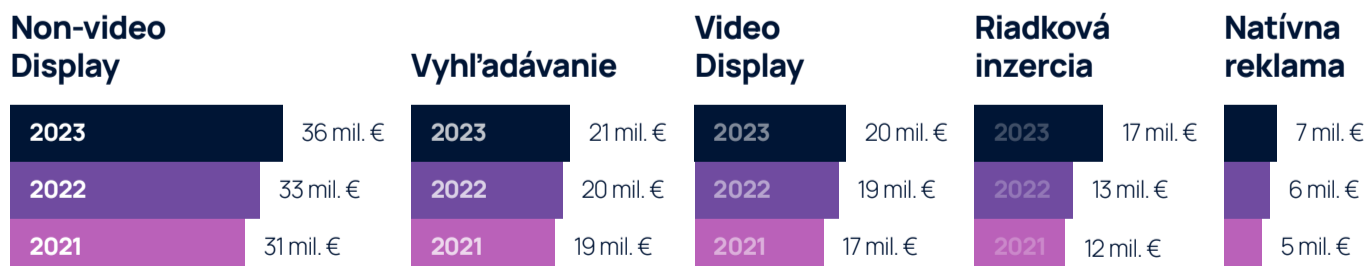 Non-video
Display
2023 36 mil. €
2022 33 mil. €
2021 31 mil. €
Vyhľadávanie
2023 21 mil. €
2022 20 mil. €
2021 19 mil. €
Video
Display
2023 20 mil. €
2022 19 mil. €
2021 17 mil. €
Riadková
inzercia
2023 17 mil. €
2022 13 mil. €
2021 12 mil. €
Natívna
reklama
7 mil. €
6 mil. €
5 mil. €